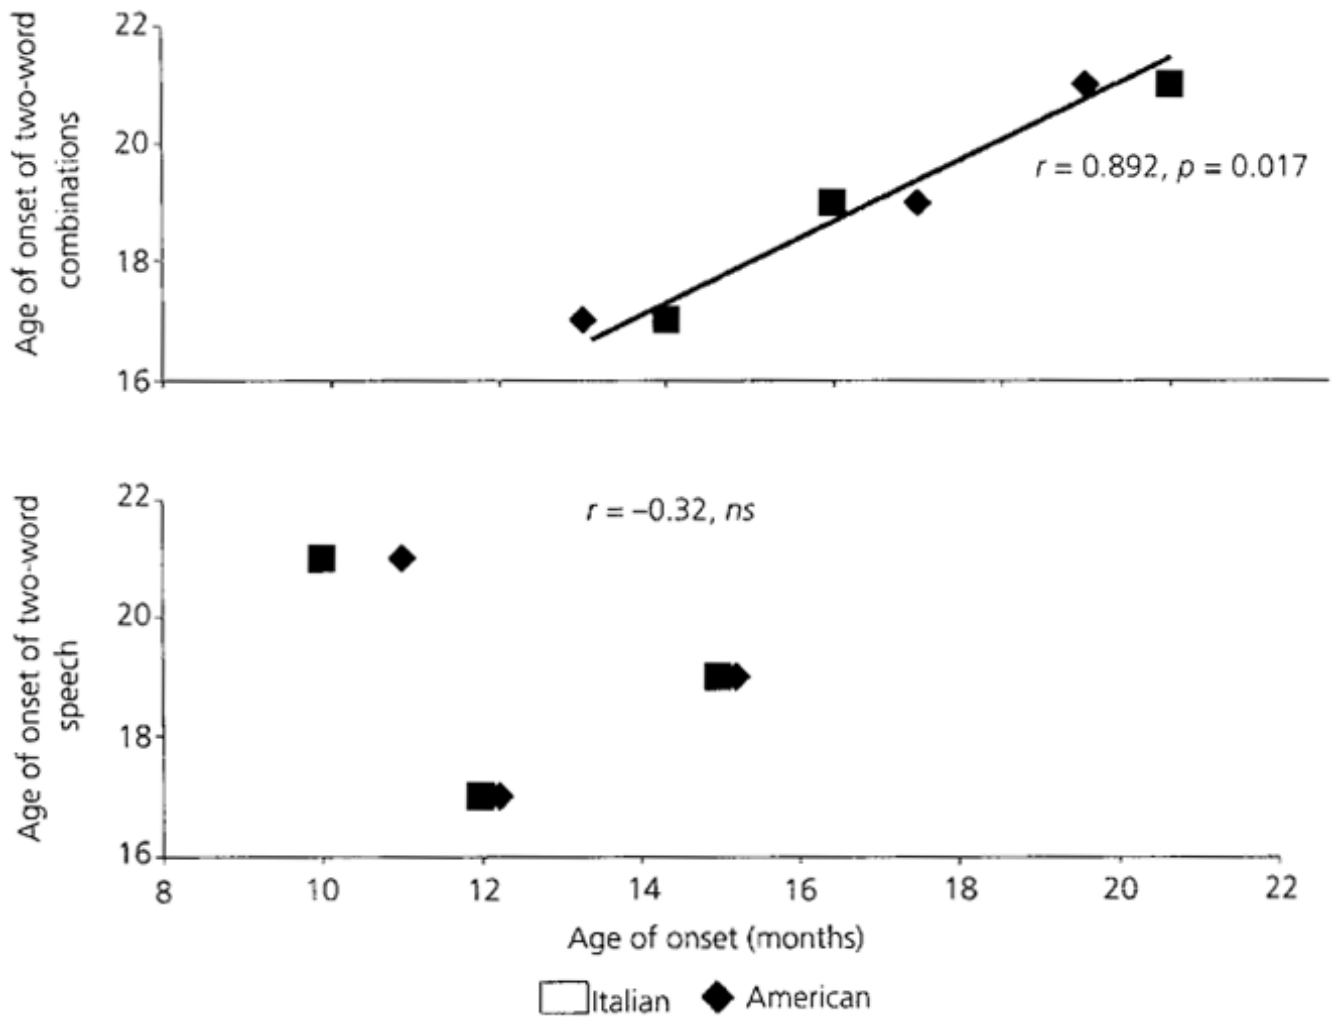 Age of onset of two-word
combinations
22
20
18
16
r = 0.892, p = 0.017
Age of onset of two-word
speech
22
20
18
16
r = –0.32, ns
8 10 12 14 16 18 20 22
Age of onset (months)
Italian American